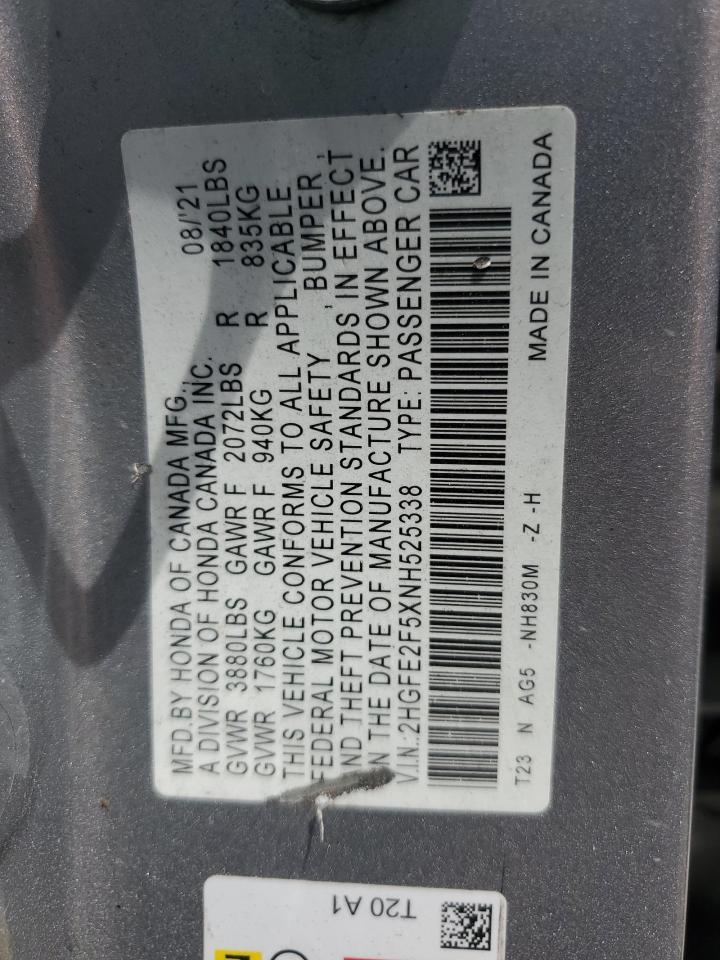 MFD.BY HONDA OF CANADA MFG., 08/'21
A DIVISION OF HONDA CANADA INC.
GVWR 3880LBS GAWR F 2072LBS R 1840LBS
GVWR 1760KG GAWR F 940KG R 835KG
THIS VEHICLE CONFORMS TO ALL APPLICABLE
FEDERAL MOTOR VEHICLE SAFETY , BUMPER ,
ND THEFT PREVENTION STANDARDS IN EFFECT
N THE DATE OF MANUFACTURE SHOWN ABOVE.
V.I.N.:2HGFE2F5XNH525338 TYPE: PASSENGER CAR
T23 N AG5 -NH830M -Z -H MADE IN CANADA
T20 A1